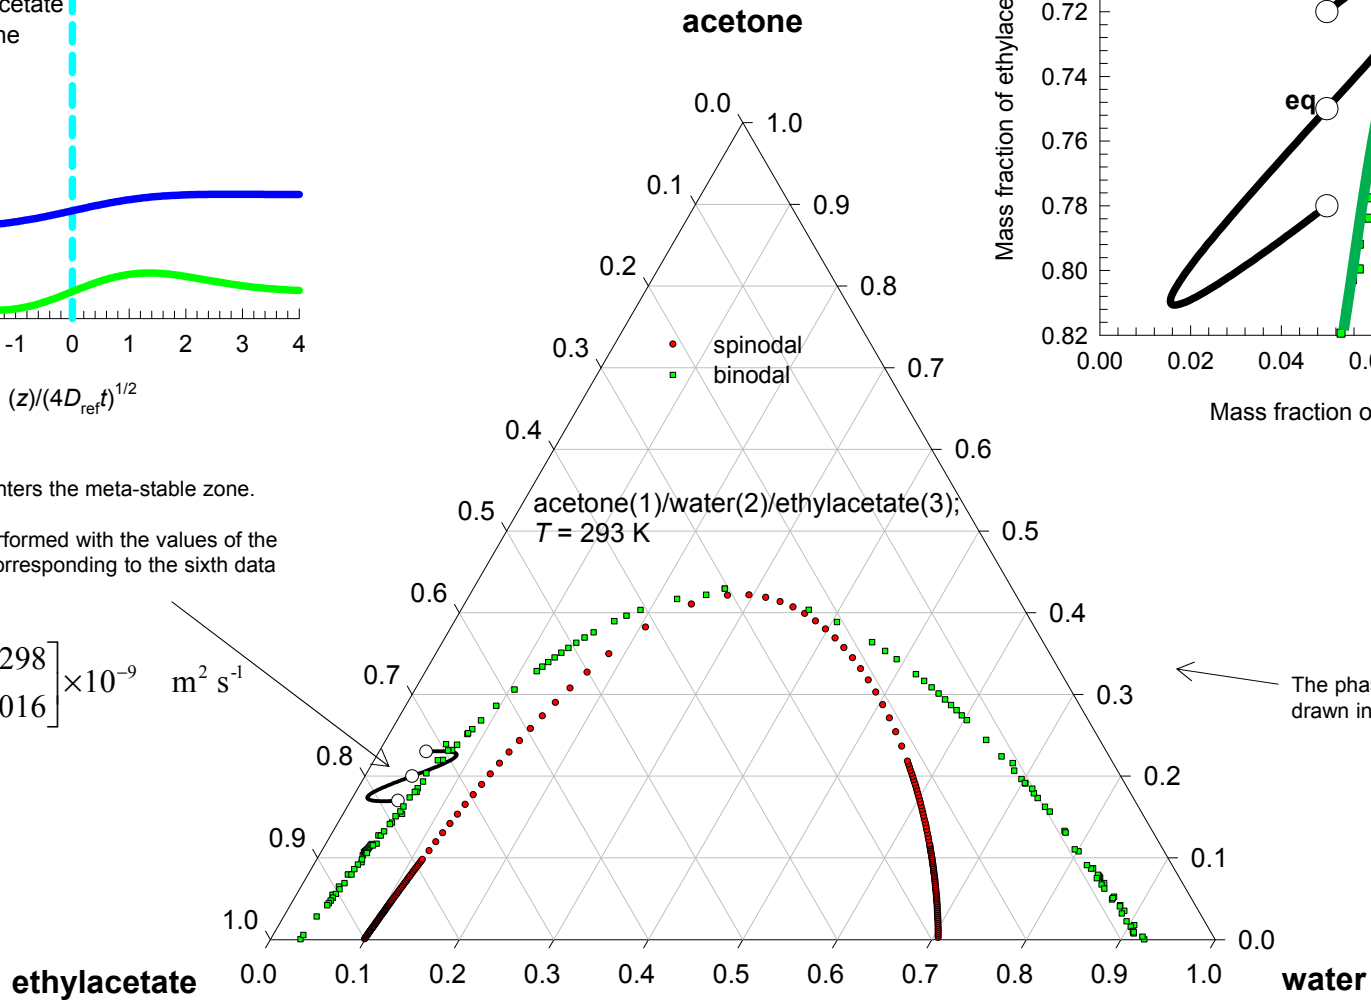 acetone
0.72
0.74
0.76
0.78
0.80
0.82
0.00
0.02
0.04
eq
-1 0 1 2 3 4
(z)/(4D_ref t)^1/2
the meta-stable zone.
with the values of the
to the sixth data
298
016
×10⁻⁹ m² s⁻¹
0.0
0.1
0.2
0.3
0.4
0.5
0.6
0.7
0.8
0.9
1.0
1.0
0.9
0.8
0.7
0.6
0.5
0.4
0.3
0.2
0.1
0.0
spinodal
binodal
acetone(1)/water(2)/ethylacetate(3);
T = 293 K
The
drawn in
0.0 0.1 0.2 0.3 0.4 0.5 0.6 0.7 0.8 0.9 1.0
ethylacetate
water
Mass fraction of
Mass fraction